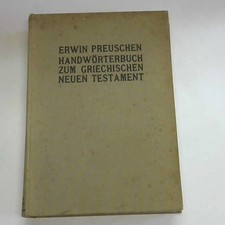 ERWIN PREUSCHEN
HANDWÖRTERBUCH
ZUM GRIECHISCHEN
NEUEN TESTAMENT